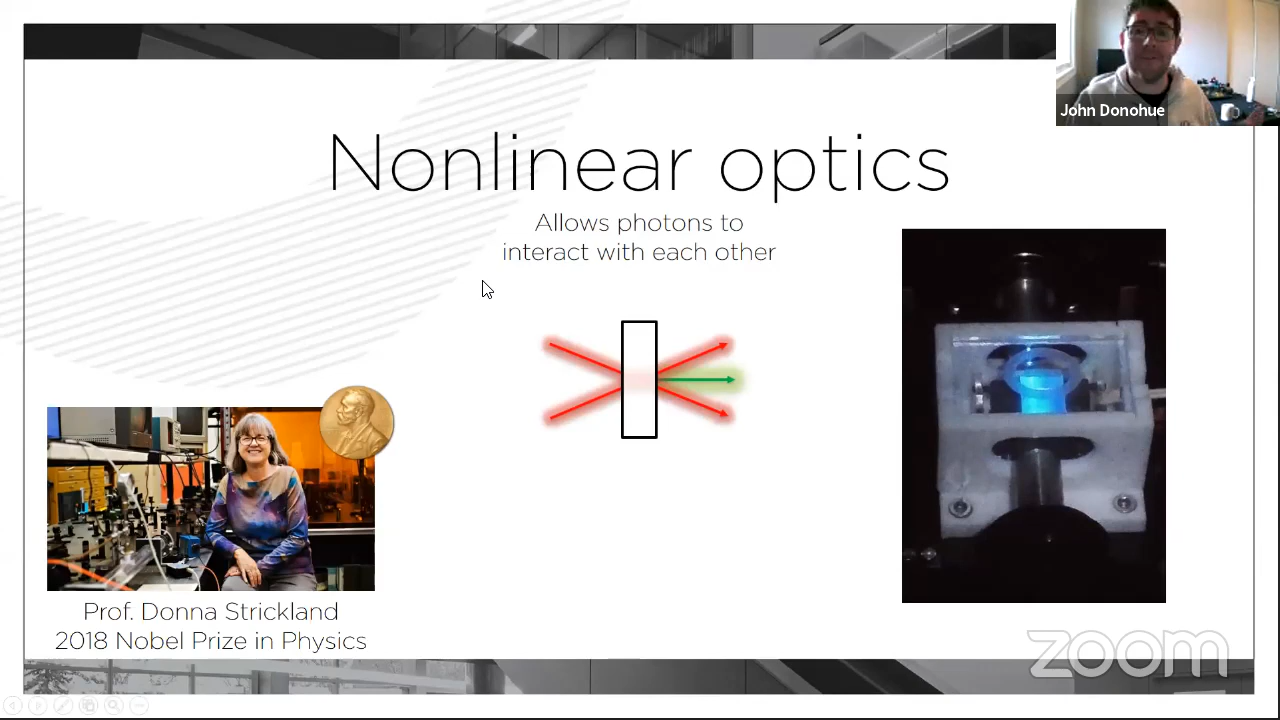 John Donohue
Nonlinear optics
Allows photons to
interact with each other
Prof. Donna Strickland
2018 Nobel Prize in Physics
zoom